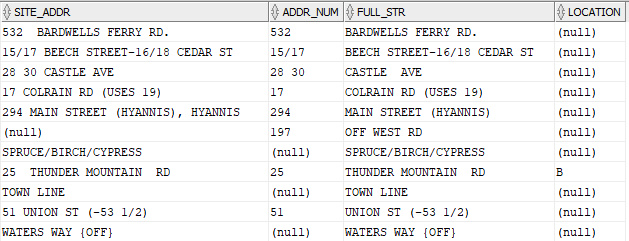 SITE_ADDR ADDR_NUM FULL_STR LOCATION
532  BARDWELLS FERRY RD. 532 BARDWELLS FERRY RD. (null)
15/17 BEECH STREET-16/18 CEDAR ST 15/17 BEECH STREET-16/18 CEDAR ST (null)
28 30 CASTLE AVE 28 30 CASTLE  AVE (null)
17 COLRAIN RD (USES 19) 17 COLRAIN RD (USES 19) (null)
294 MAIN STREET (HYANNIS), HYANNIS 294 MAIN STREET (HYANNIS) (null)
(null) 197 OFF WEST RD (null)
SPRUCE/BIRCH/CYPRESS (null) SPRUCE/BIRCH/CYPRESS (null)
25  THUNDER MOUNTAIN  RD 25 THUNDER MOUNTAIN  RD B
TOWN LINE (null) TOWN LINE (null)
51 UNION ST (-53 1/2) 51 UNION ST (-53 1/2) (null)
WATERS WAY {OFF} (null) WATERS WAY {OFF} (null)